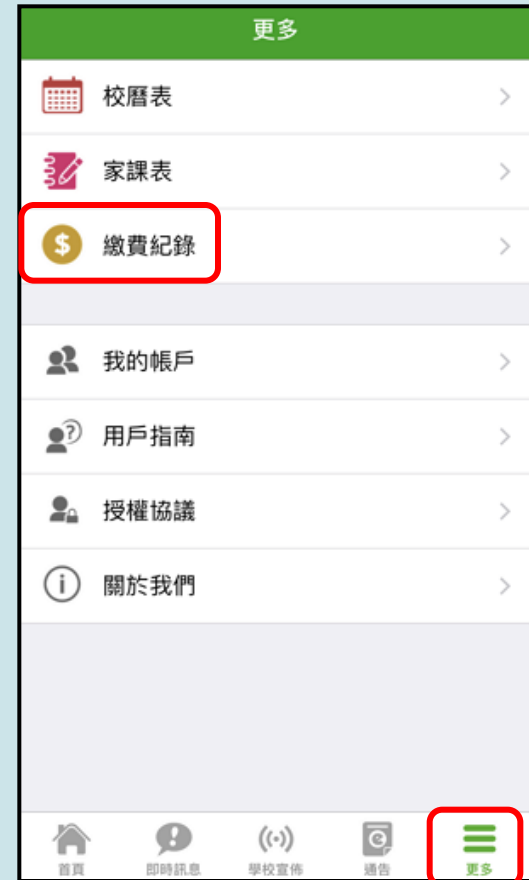 更多
校曆表
家課表
$ 繳費紀錄
我的帳戶
用戶指南
授權協議
關於我們
首頁 即時訊息 學校宣佈 通告 更多